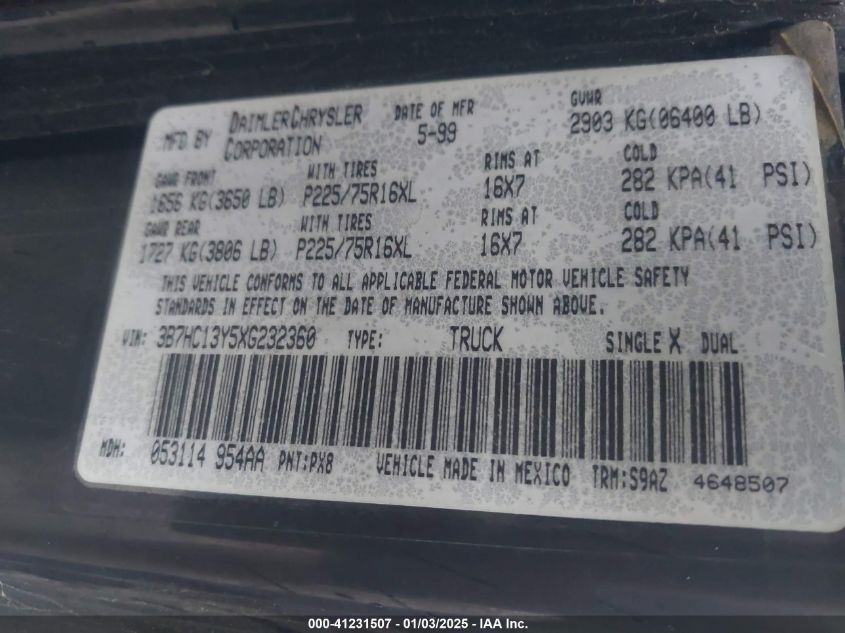 MFD BY DAIMLERCHRYSLER CORPORATION DATE OF MFR 5-99 GVWR 2903 KG(06400 LB)
GAWR FRONT WITH TIRES RIMS AT COLD
1656 KG(3650 LB) P225/75R16XL 16X7 282 KPA(41 PSI)
GAWR REAR WITH TIRES RIMS AT COLD
1727 KG(3806 LB) P225/75R16XL 16X7 282 KPA(41 PSI)
THIS VEHICLE CONFORMS TO ALL APPLICABLE FEDERAL MOTOR VEHICLE SAFETY
STANDARDS IN EFFECT ON THE DATE OF MANUFACTURE SHOWN ABOVE.
VIN: 3B7HC13Y5XG232360 TYPE: TRUCK SINGLE X DUAL
MDH: 053114 954AA PNT:PX8 VEHICLE MADE IN MEXICO TRM:S9AZ 4648507
000-41231507 - 01/03/2025 - IAA Inc.